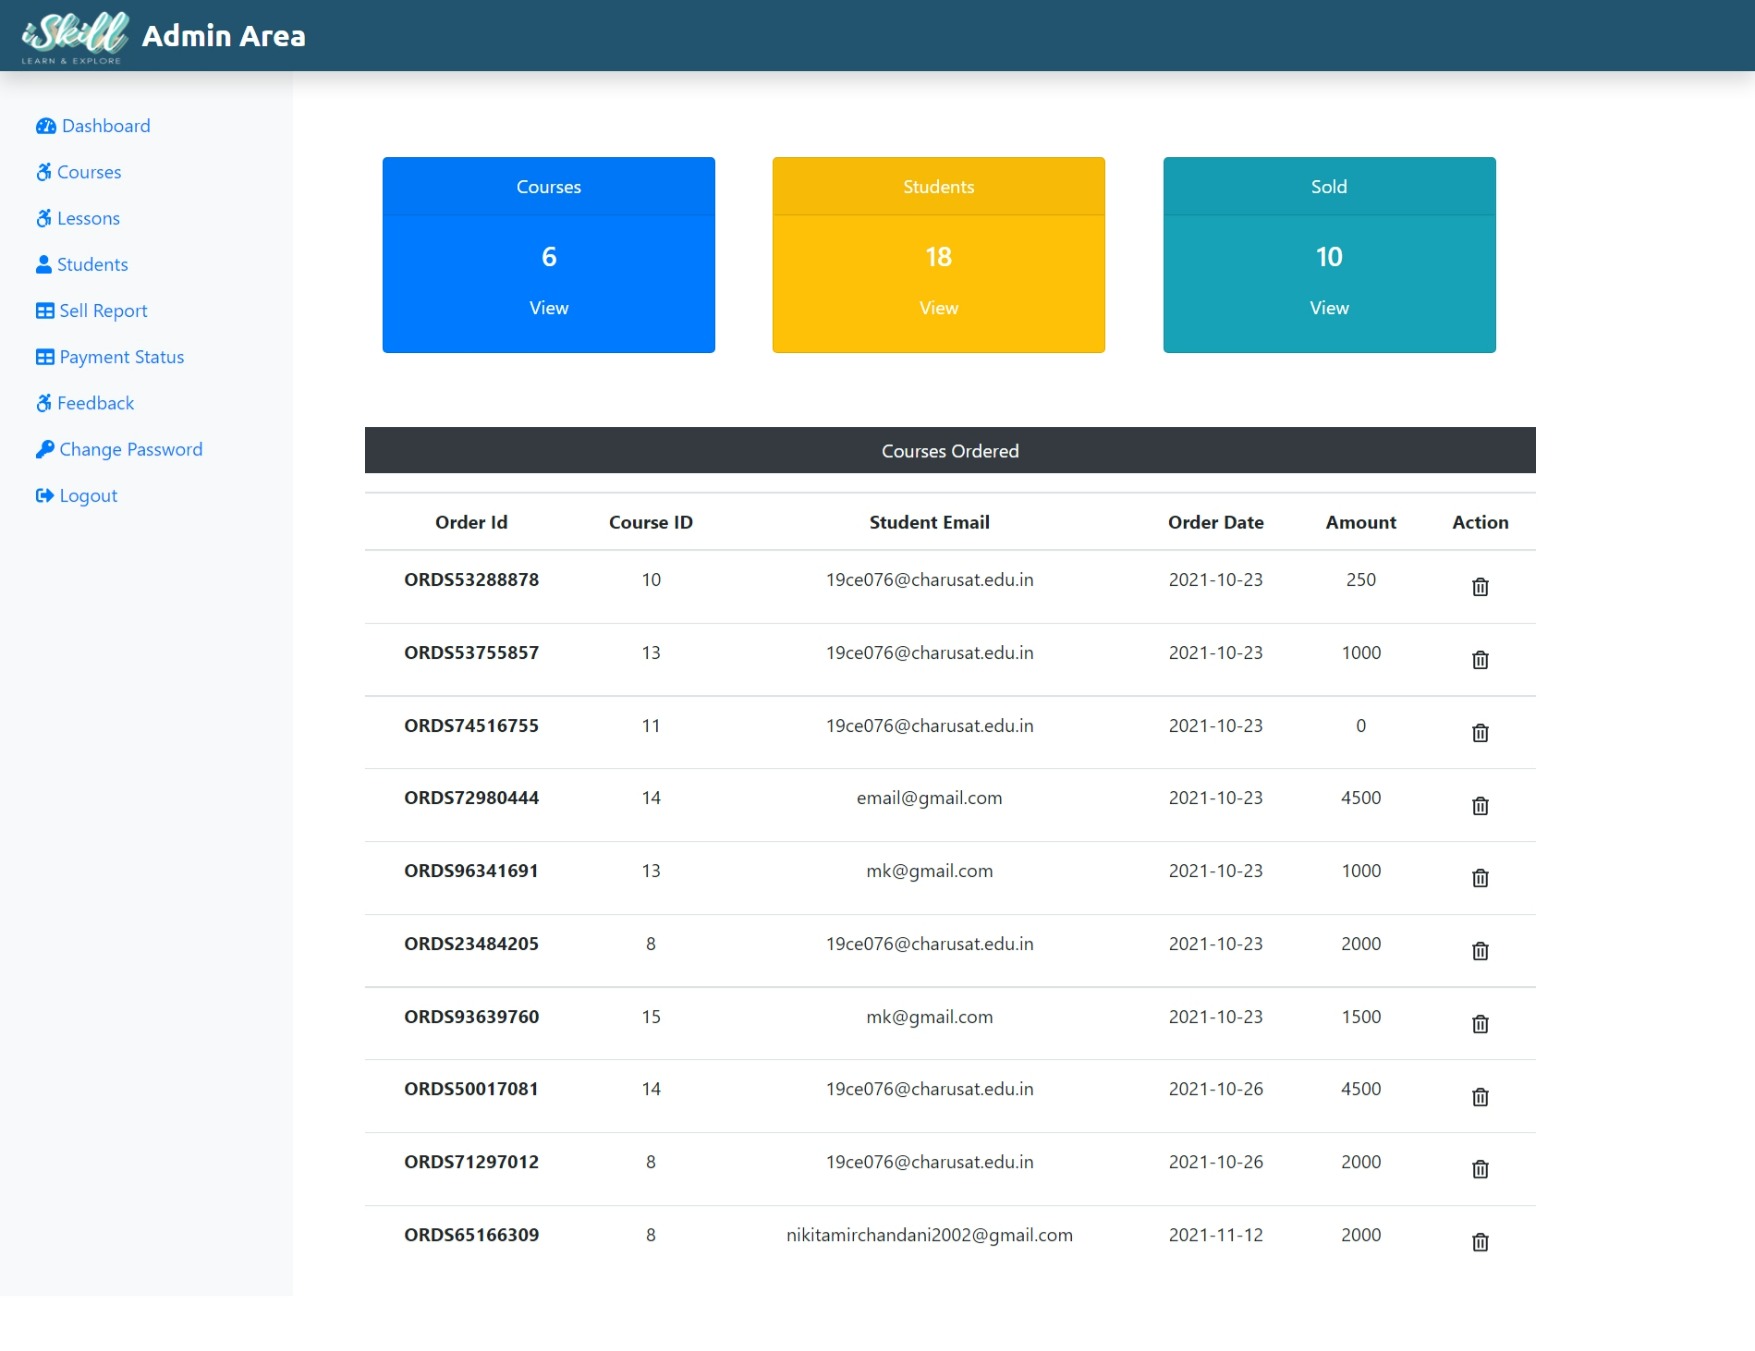 iSkill
LEARN & EXPLORE
Admin Area
Dashboard
Courses
Lessons
Students
Sell Report
Payment Status
Feedback
Change Password
Logout
Courses
6
View
Students
18
View
Sold
10
View
Courses Ordered
Order Id Course ID Student Email Order Date Amount Action
ORDS53288878 10 19ce076@charusat.edu.in 2021-10-23 250
ORDS53755857 13 19ce076@charusat.edu.in 2021-10-23 1000
ORDS74516755 11 19ce076@charusat.edu.in 2021-10-23 0
ORDS72980444 14 email@gmail.com 2021-10-23 4500
ORDS96341691 13 mk@gmail.com 2021-10-23 1000
ORDS23484205 8 19ce076@charusat.edu.in 2021-10-23 2000
ORDS93639760 15 mk@gmail.com 2021-10-23 1500
ORDS50017081 14 19ce076@charusat.edu.in 2021-10-26 4500
ORDS71297012 8 19ce076@charusat.edu.in 2021-10-26 2000
ORDS65166309 8 nikitamirchandani2002@gmail.com 2021-11-12 2000